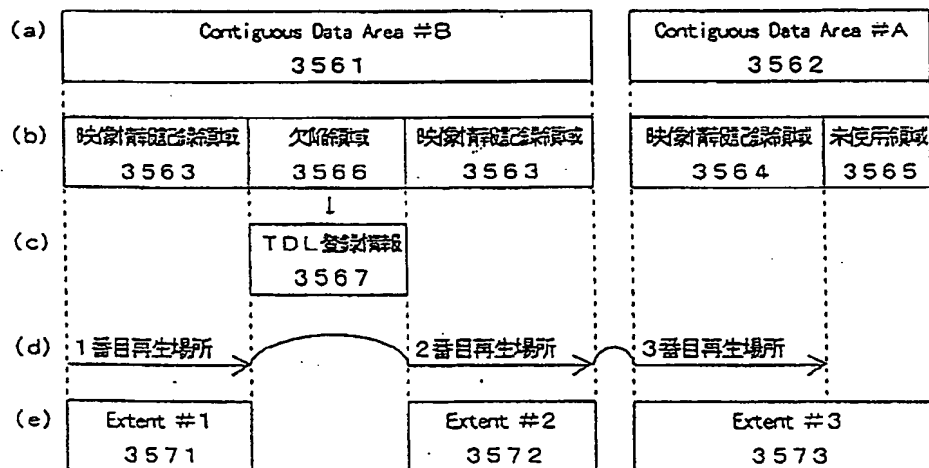 (a)
Contiguous Data Area #B
3561
Contiguous Data Area #A
3562
(b)
映像情報記録領域
3563
欠陥領域
3566
映像情報記録領域
3563
映像情報記録領域
3564
未使用領域
3565
(c)
TDL登録情報
3567
(d)
1番目再生場所
2番目再生場所
3番目再生場所
(e)
Extent #1
3571
Extent #2
3572
Extent #3
3573